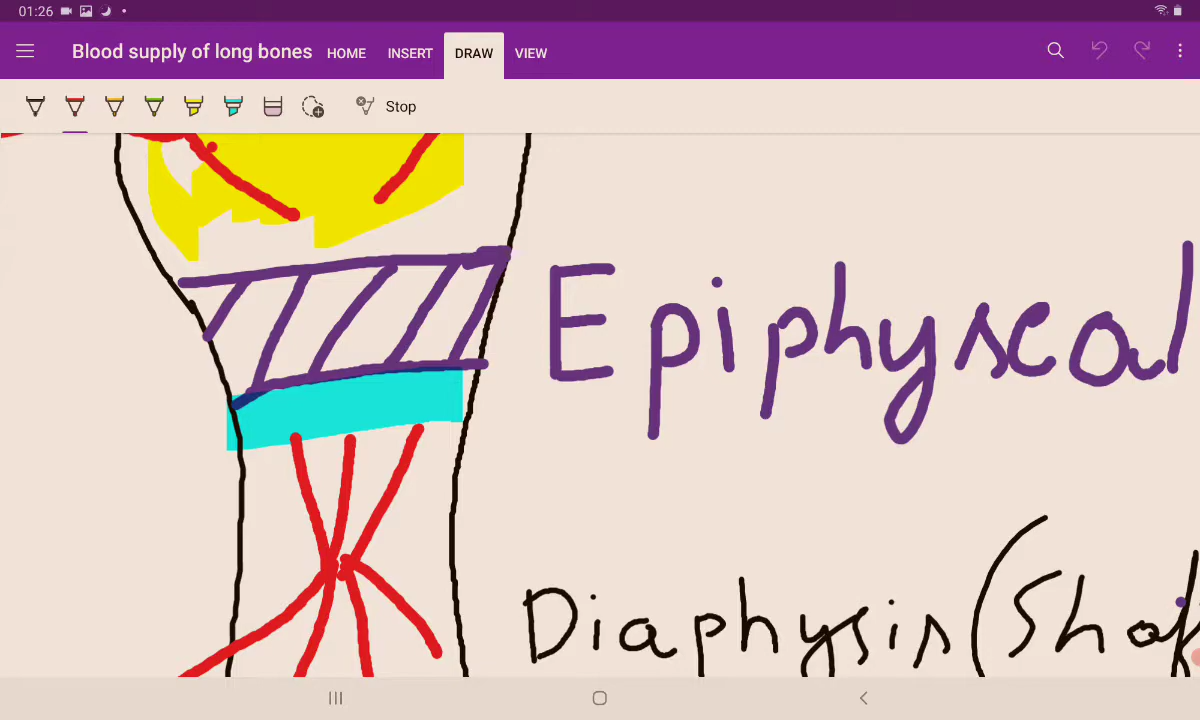 01:26
Blood supply of long bones HOME INSERT DRAW VIEW
Stop
Epiphyseal
Diaphysis (Shaf